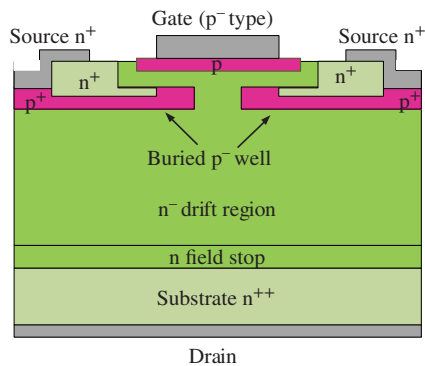 Gate (p⁻ type)
Source n⁺ Source n⁺
p
n⁺ n⁺
p⁺ p⁺
Buried p⁻ well
n⁻ drift region
n field stop
Substrate n⁺⁺
Drain